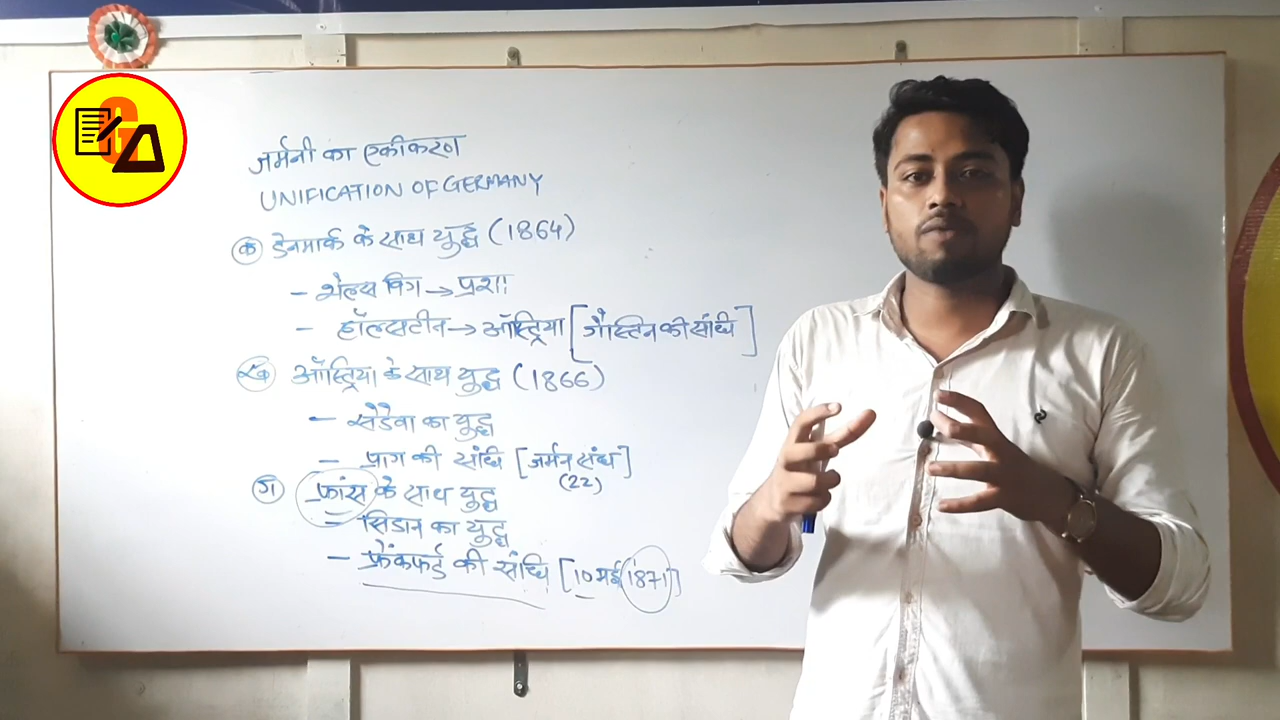 जर्मनी का एकीकरण
UNIFICATION OF GERMANY
क डेनमार्क के साथ युद्ध (1864)
- शेल्सविग → प्रशा
- हॉलस्टीन → ऑस्ट्रिया [गैस्टिन की संधि]
ख ऑस्ट्रिया के साथ युद्ध (1866)
- सेडैवा का युद्ध
- प्राग की संधि [जर्मन संघ]
(22)
ग फ्रांस के साथ युद्ध
- सिडान का युद्ध
- फ्रेंकफर्ट की संधि [10 मई 1871]
G